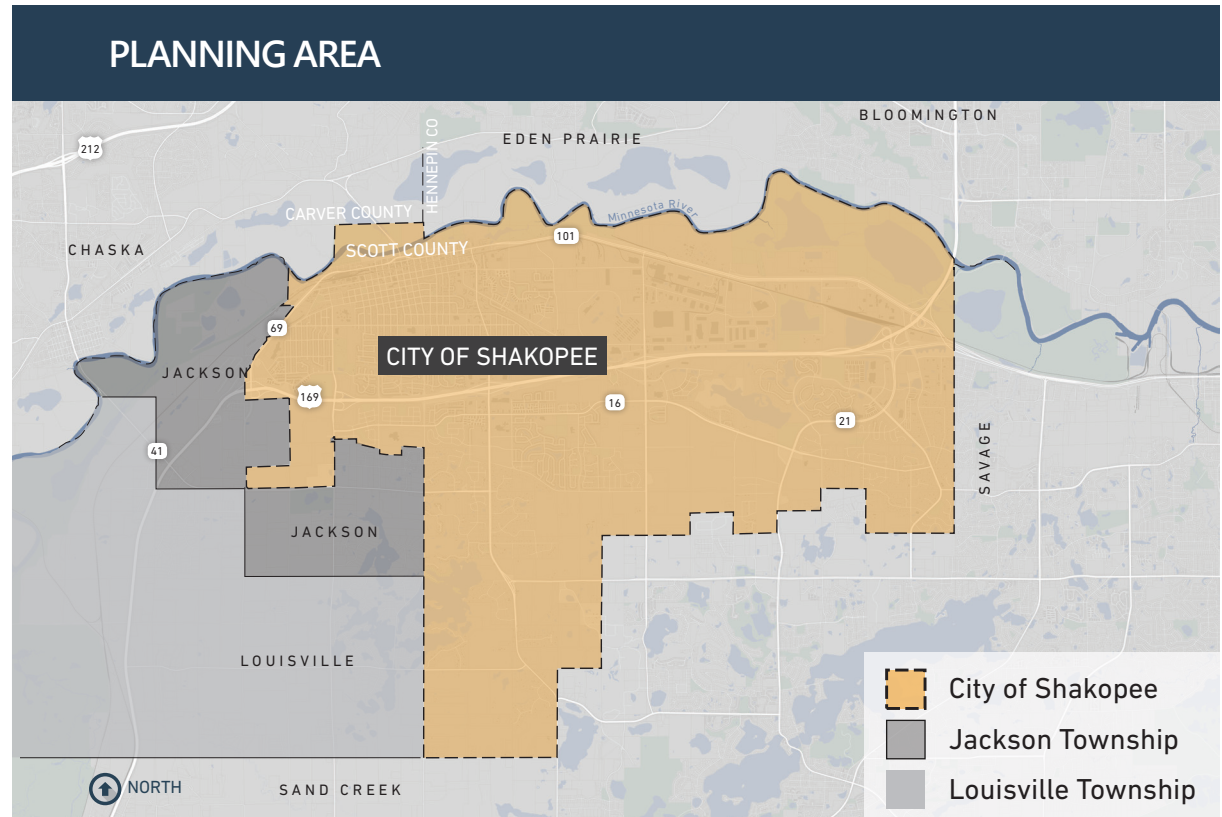 PLANNING AREA
BLOOMINGTON
EDEN PRAIRIE
HENNEPIN CO
212
CARVER COUNTY
Minnesota River
101
CHASKA
SCOTT COUNTY
69
CITY OF SHAKOPEE
JACKSON
169
16
21
41
SAVAGE
JACKSON
LOUISVILLE
City of Shakopee
Jackson Township
Louisville Township
NORTH
SAND CREEK